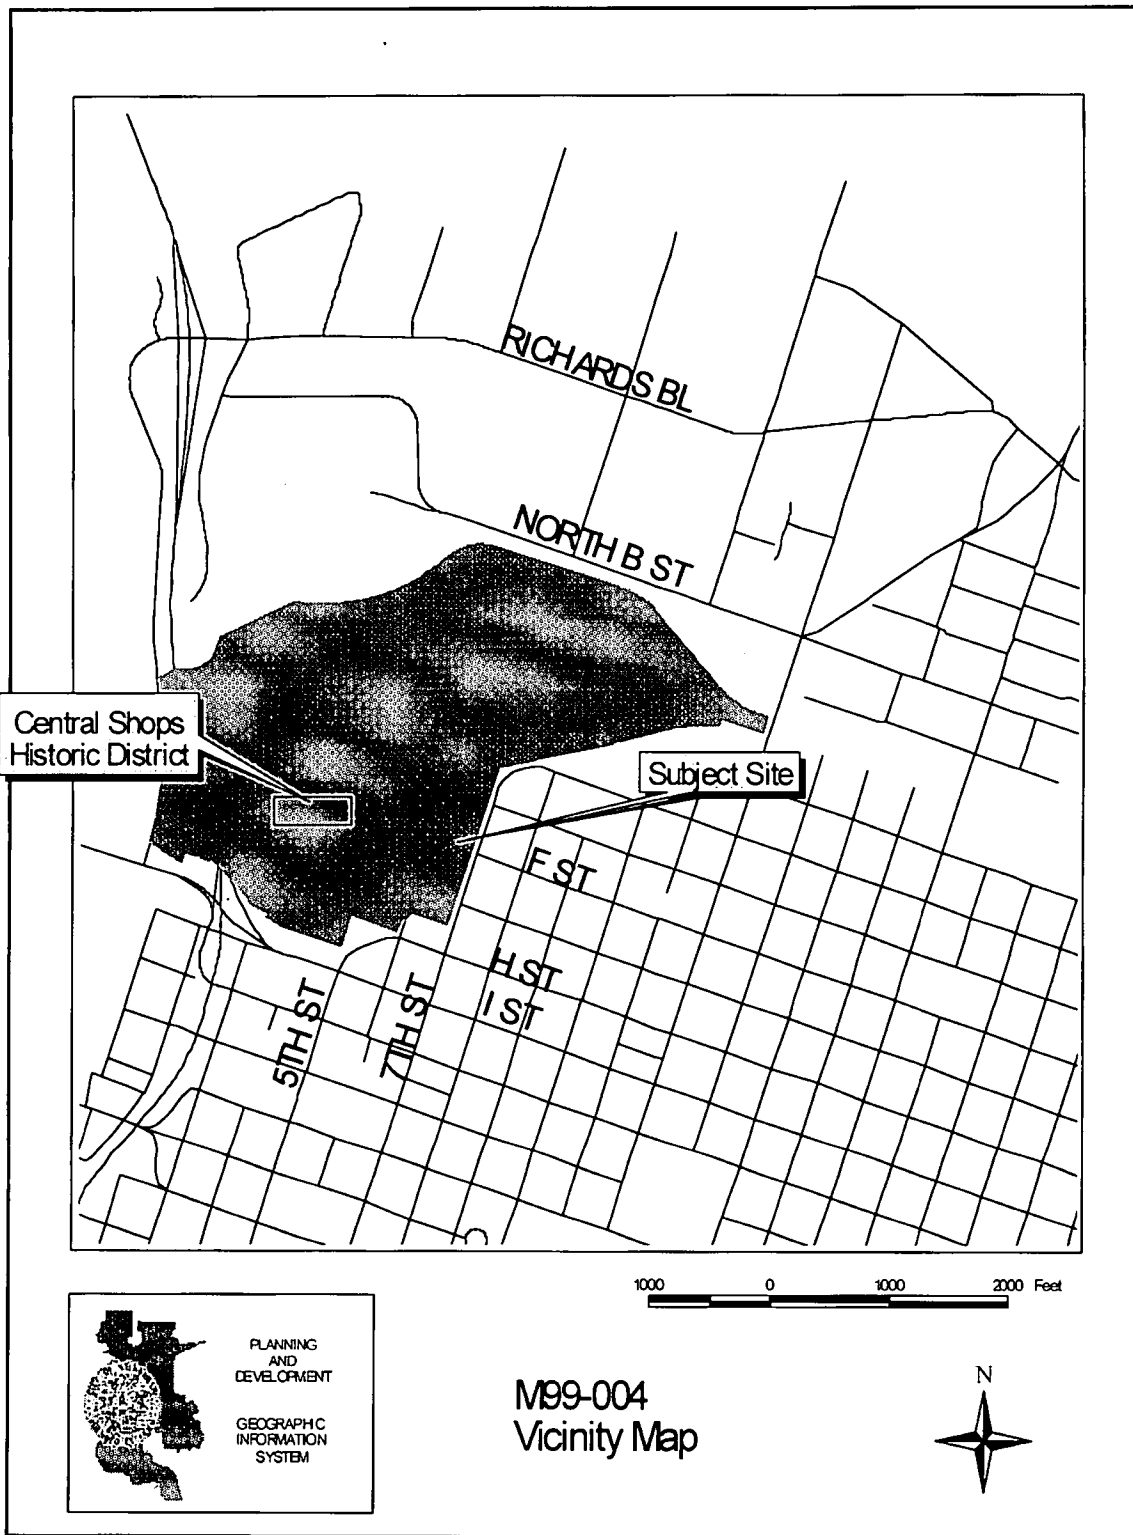 RICHARDS BL
NORTH B ST
Central Shops
Historic District
Subject Site
F ST
H ST
I ST
5TH ST
7TH ST
1000 0 1000 2000 Feet
PLANNING
AND
DEVELOPMENT
GEOGRAPHIC
INFORMATION
SYSTEM
M99-004
Vicinity Map
N